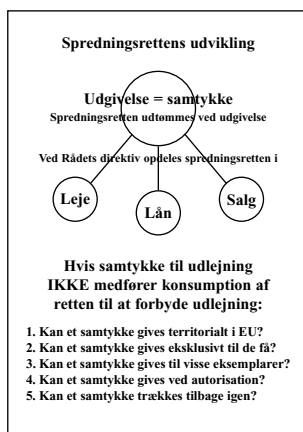 Spredningsrettens udvikling
Udgivelse = samtykke
Spredningsretten udtømmes ved udgivelse
Ved Rådets direktiv opdeles spredningsretten i
Leje
Lån
Salg
Hvis samtykke til udlejning
IKKE medfører konsumption af
retten til at forbyde udlejning:
1. Kan et samtykke gives territorialt i EU?
2. Kan et samtykke gives eksklusivt til de få?
3. Kan et samtykke gives til visse eksemplarer?
4. Kan et samtykke gives ved autorisation?
5. Kan et samtykke trækkes tilbage igen?